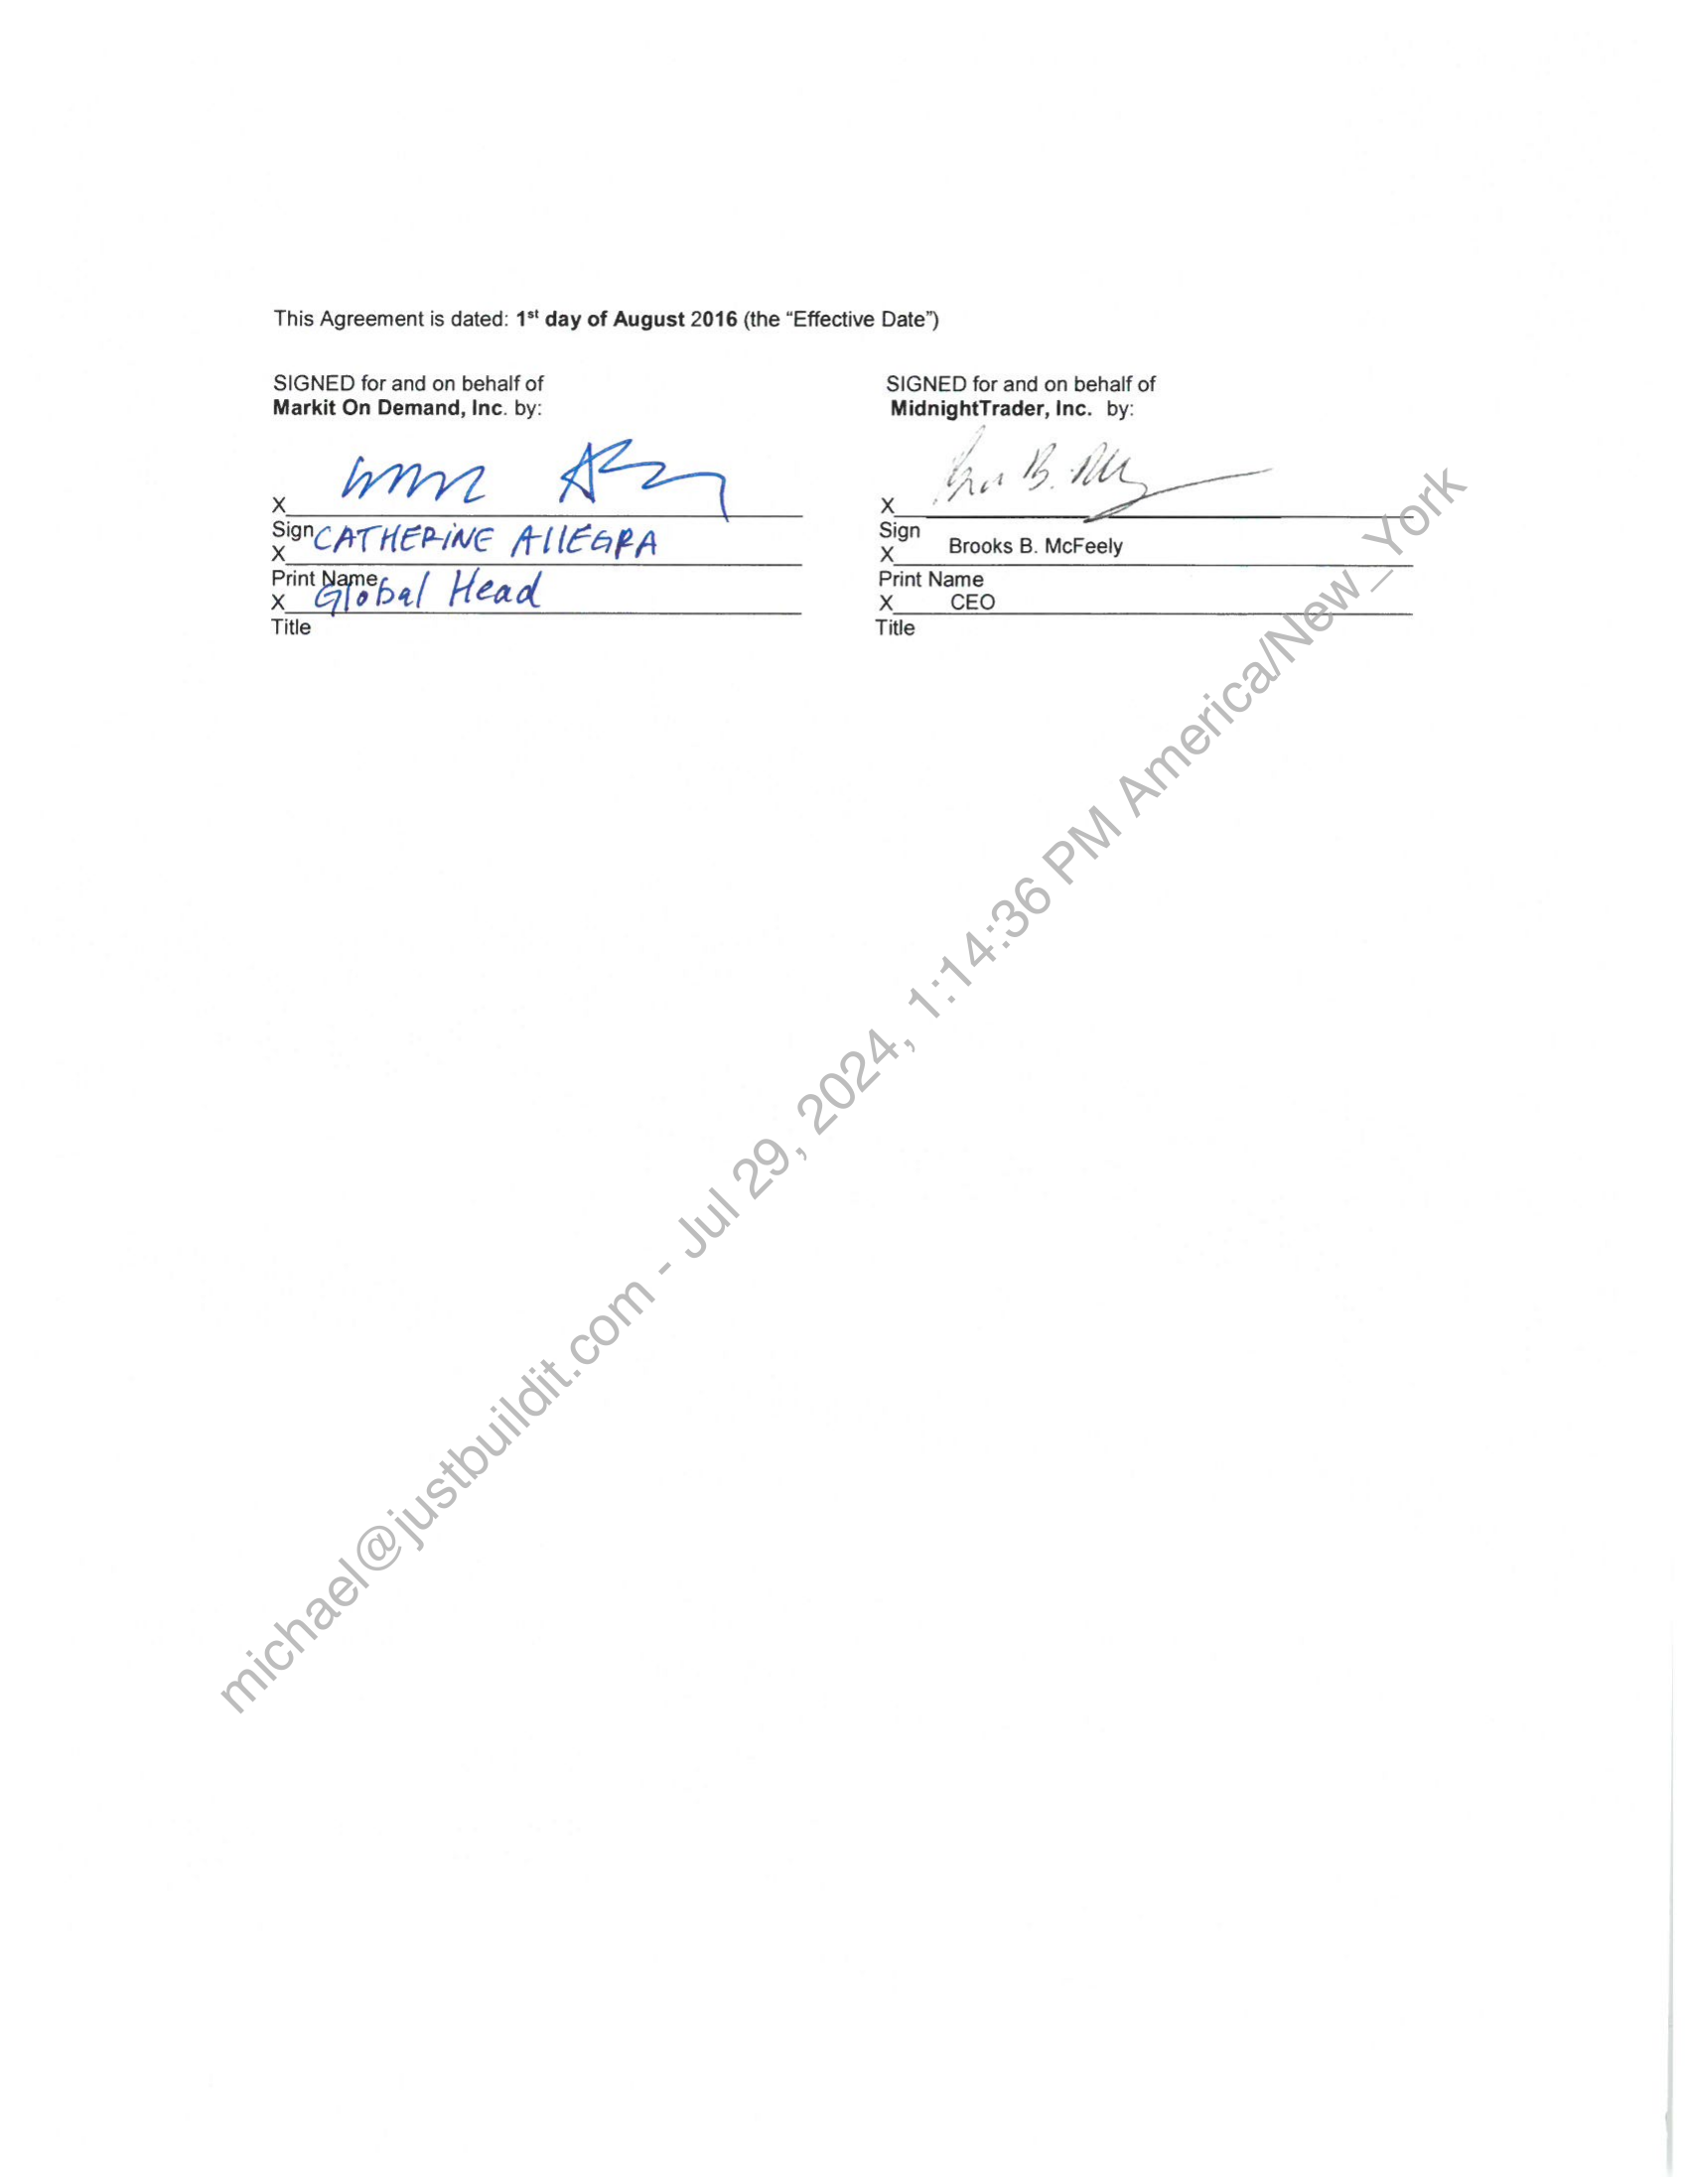 This Agreement is dated: 1st day of August 2016 (the “Effective Date”)
SIGNED for and on behalf of
Markit On Demand, Inc. by:
X
Sign CATHERINE AllEGRA
X
Print Name Global Head
X
Title
SIGNED for and on behalf of
MidnightTrader, Inc. by:
X
Sign
X Brooks B. McFeely
Print Name
X CEO
Title
michael@justbuildit.com - Jul 29, 2024, 1:14:36 PM America/New_York